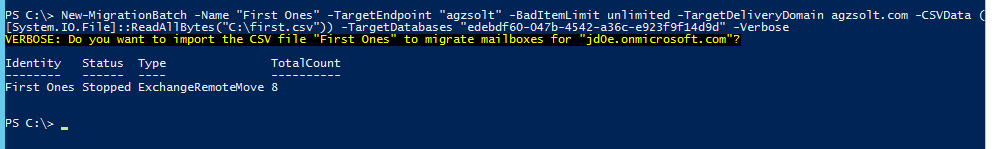 PS C:\> New-MigrationBatch -Name "First Ones" -TargetEndpoint "agzsolt" -BadItemLimit unlimited -TargetDeliveryDomain agzsolt.com -CSVData (
[System.IO.File]::ReadAllBytes("C:\first.csv")) -TargetDatabases "edebdf60-047b-4542-a36c-e923f9f14d9d" -Verbose
VERBOSE: Do you want to import the CSV file "First Ones" to migrate mailboxes for "jd0e.onmicrosoft.com"?
Identity Status Type TotalCount
-------- ------ ---- ----------
First Ones Stopped ExchangeRemoteMove 8
PS C:\> _